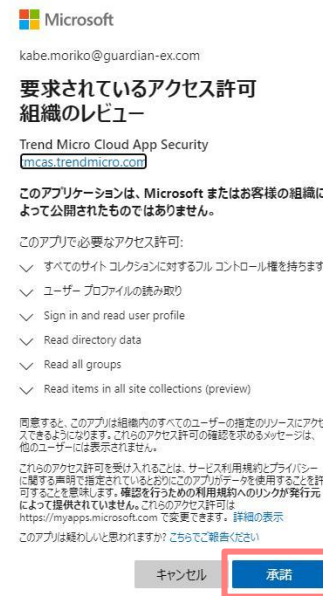 Microsoft
kabe.moriko@guardian-ex.com
要求されているアクセス許可
組織のレビュー
Trend Micro Cloud App Security
tmcas.trendmicro.com
このアプリケーションは、Microsoft またはお客様の組織に
よって公開されたものではありません。
このアプリで必要なアクセス許可:
すべてのサイト コレクションに対するフル コントロール権を持ちます
ユーザー プロファイルの読み取り
Sign in and read user profile
Read directory data
Read all groups
Read items in all site collections (preview)
同意すると、このアプリは組織内のすべてのユーザーの指定のリソースにアクセ
スできるようになります。これらのアクセス許可の確認を求めるメッセージは、
他のユーザーには表示されません。
これらのアクセス許可を受け入れることは、サービス利用規約とプライバシー
に関する声明で指定されているとおりにこのアプリがデータを使用することを許
可することを意味します。確認を行うための利用規約へのリンクが発行元
によって提供されていません。これらのアクセス許可は
https://myapps.microsoft.com で変更できます。詳細の表示
このアプリは疑わしいと思われますか? こちらでご報告ください
キャンセル
承諾